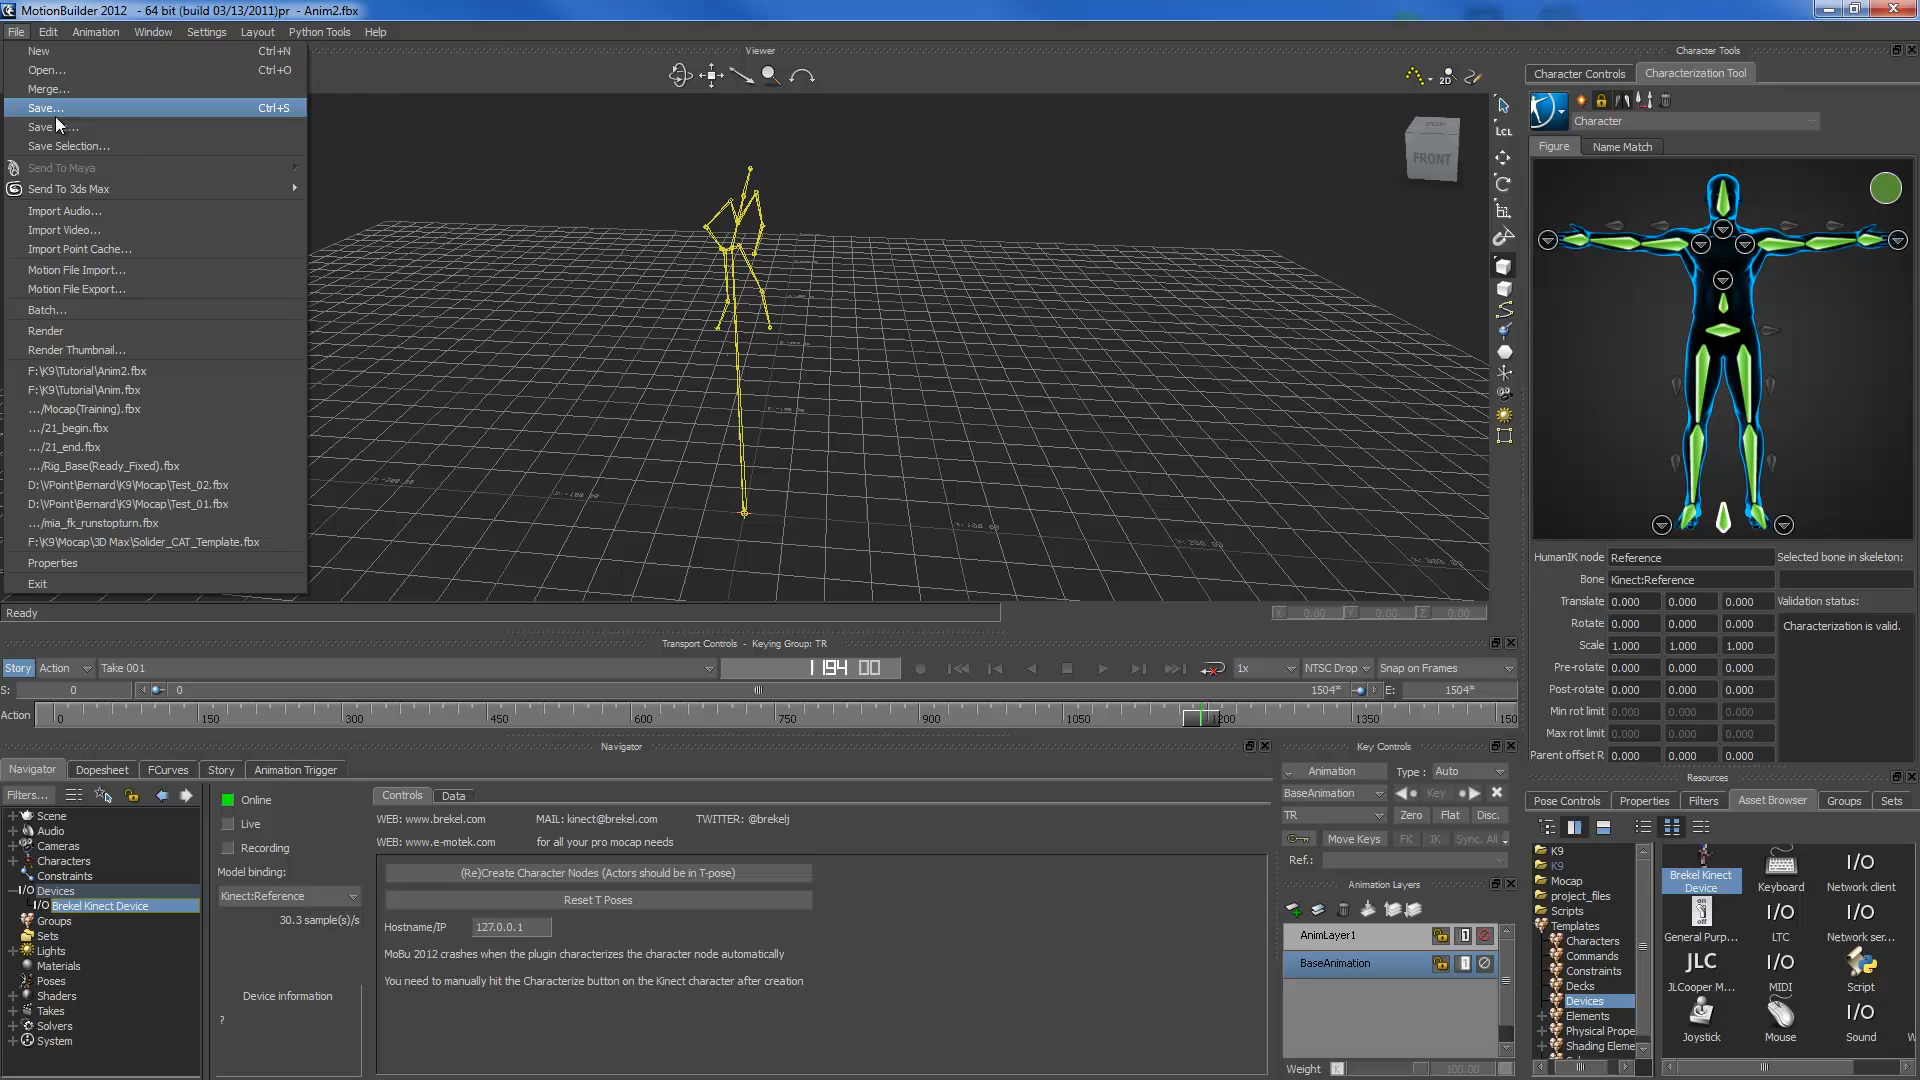 MotionBuilder 2012 - 64 bit (build 03/13/2011)pr - Anim2.fbx
File Edit Animation Window Settings Layout Python Tools Help
New Ctrl+N
Open... Ctrl+O
Merge...
Save... Ctrl+S
Save
Save Selection...
Send To Maya
Send To 3ds Max
Import Audio...
Import Video...
Import Point Cache...
Motion File Import...
Motion File Export...
Batch...
Render
Render Thumbnail...
F:\K9\Tutorial\Anim2.fbx
F:\K9\Tutorial\Anim.fbx
.../Mocap(Training).fbx
.../21_begin.fbx
.../21_end.fbx
.../Rig_Base(Ready_Fixed).fbx
D:\VPoint\Bernard\K9\Mocap\Test_02.fbx
D:\VPoint\Bernard\K9\Mocap\Test_01.fbx
.../mia_fk_runstopturn.fbx
F:\K9\Mocap\3D Max\Solider_CAT_Template.fbx
Properties
Exit
Viewer
2D
LCL
TOP
FRONT
Ready
X 0.00 Y 0.00 Z 0.00
Character Tools
Character Controls Characterization Tool
Character
Figure Name Match
HumanIK node Reference Selected bone in skeleton:
Bone Kinect:Reference
Translate 0.000 0.000 0.000 Validation status:
Rotate 0.000 0.000 0.000 Characterization is valid.
Scale 1.000 1.000 1.000
Pre-rotate 0.000 0.000 0.000
Post-rotate 0.000 0.000 0.000
Min rot limit 0.000 0.000 0.000
Max rot limit 0.000 0.000 0.000
Parent offset R 0.000 0.000 0.000
Transport Controls - Keying Group: TR
Story Action Take 001 1194 00 1x NTSC Drop Snap on Frames
S: 0 0 1504* E: 1504*
Action 0 150 300 450 600 750 900 1050 1200 1350 150
Navigator
Navigator Dopesheet FCurves Story Animation Trigger
Filters...
Scene
Audio
Cameras
Characters
Constraints
I/O Devices
I/O Brekel Kinect Device
Groups
Sets
Lights
Materials
Poses
Shaders
Takes
Solvers
System
Online
Live
Recording
Model binding:
Kinect:Reference
30.3 sample(s)/s
Device information
?
Controls Data
WEB: www.brekel.com MAIL: kinect@brekel.com TWITTER: @brekelj
WEB: www.e-motek.com for all your pro mocap needs
(Re)Create Character Nodes (Actors should be in T-pose)
Reset T Poses
Hostname/IP 127.0.0.1
MoBu 2012 crashes when the plugin characterizes the character node automatically
You need to manually hit the Characterize button on the Kinect character after creation
Key Controls
Animation Type : Auto
BaseAnimation Key
TR Zero Flat Disc.
Move Keys FK IK Sync. All
Ref.:
Animation Layers
AnimLayer1
BaseAnimation
Weight K 100.00
Resources
Pose Controls Properties Filters Asset Browser Groups Sets
K9
K9
Mocap
project_files
Scripts
Templates
Characters
Commands
Constraints
Decks
Devices
Elements
Physical Prope
Shading Eleme
I/O
Brekel Kinect Device Keyboard Network client
on off I/O I/O
General Purp... LTC Network ser...
JLC I/O
JLCooper M... MIDI Script
I/O
Joystick Mouse Sound